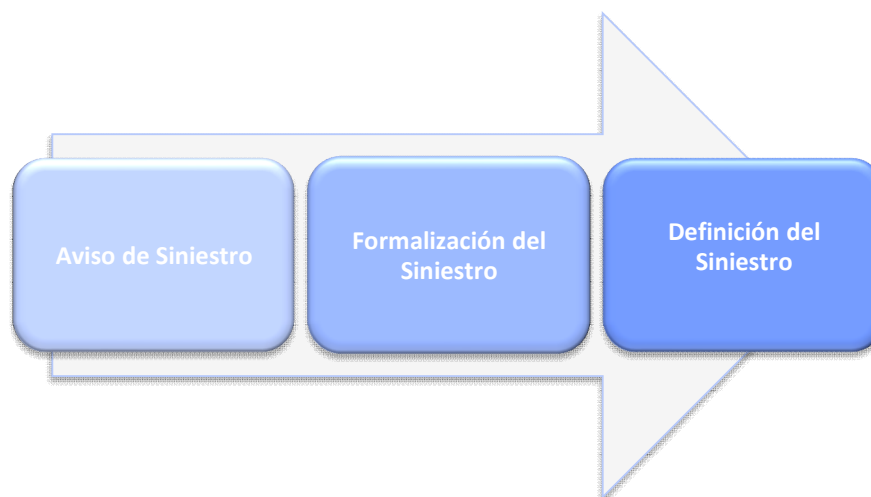 Aviso de Siniestro
Formalización del
Siniestro
Definición del
Siniestro